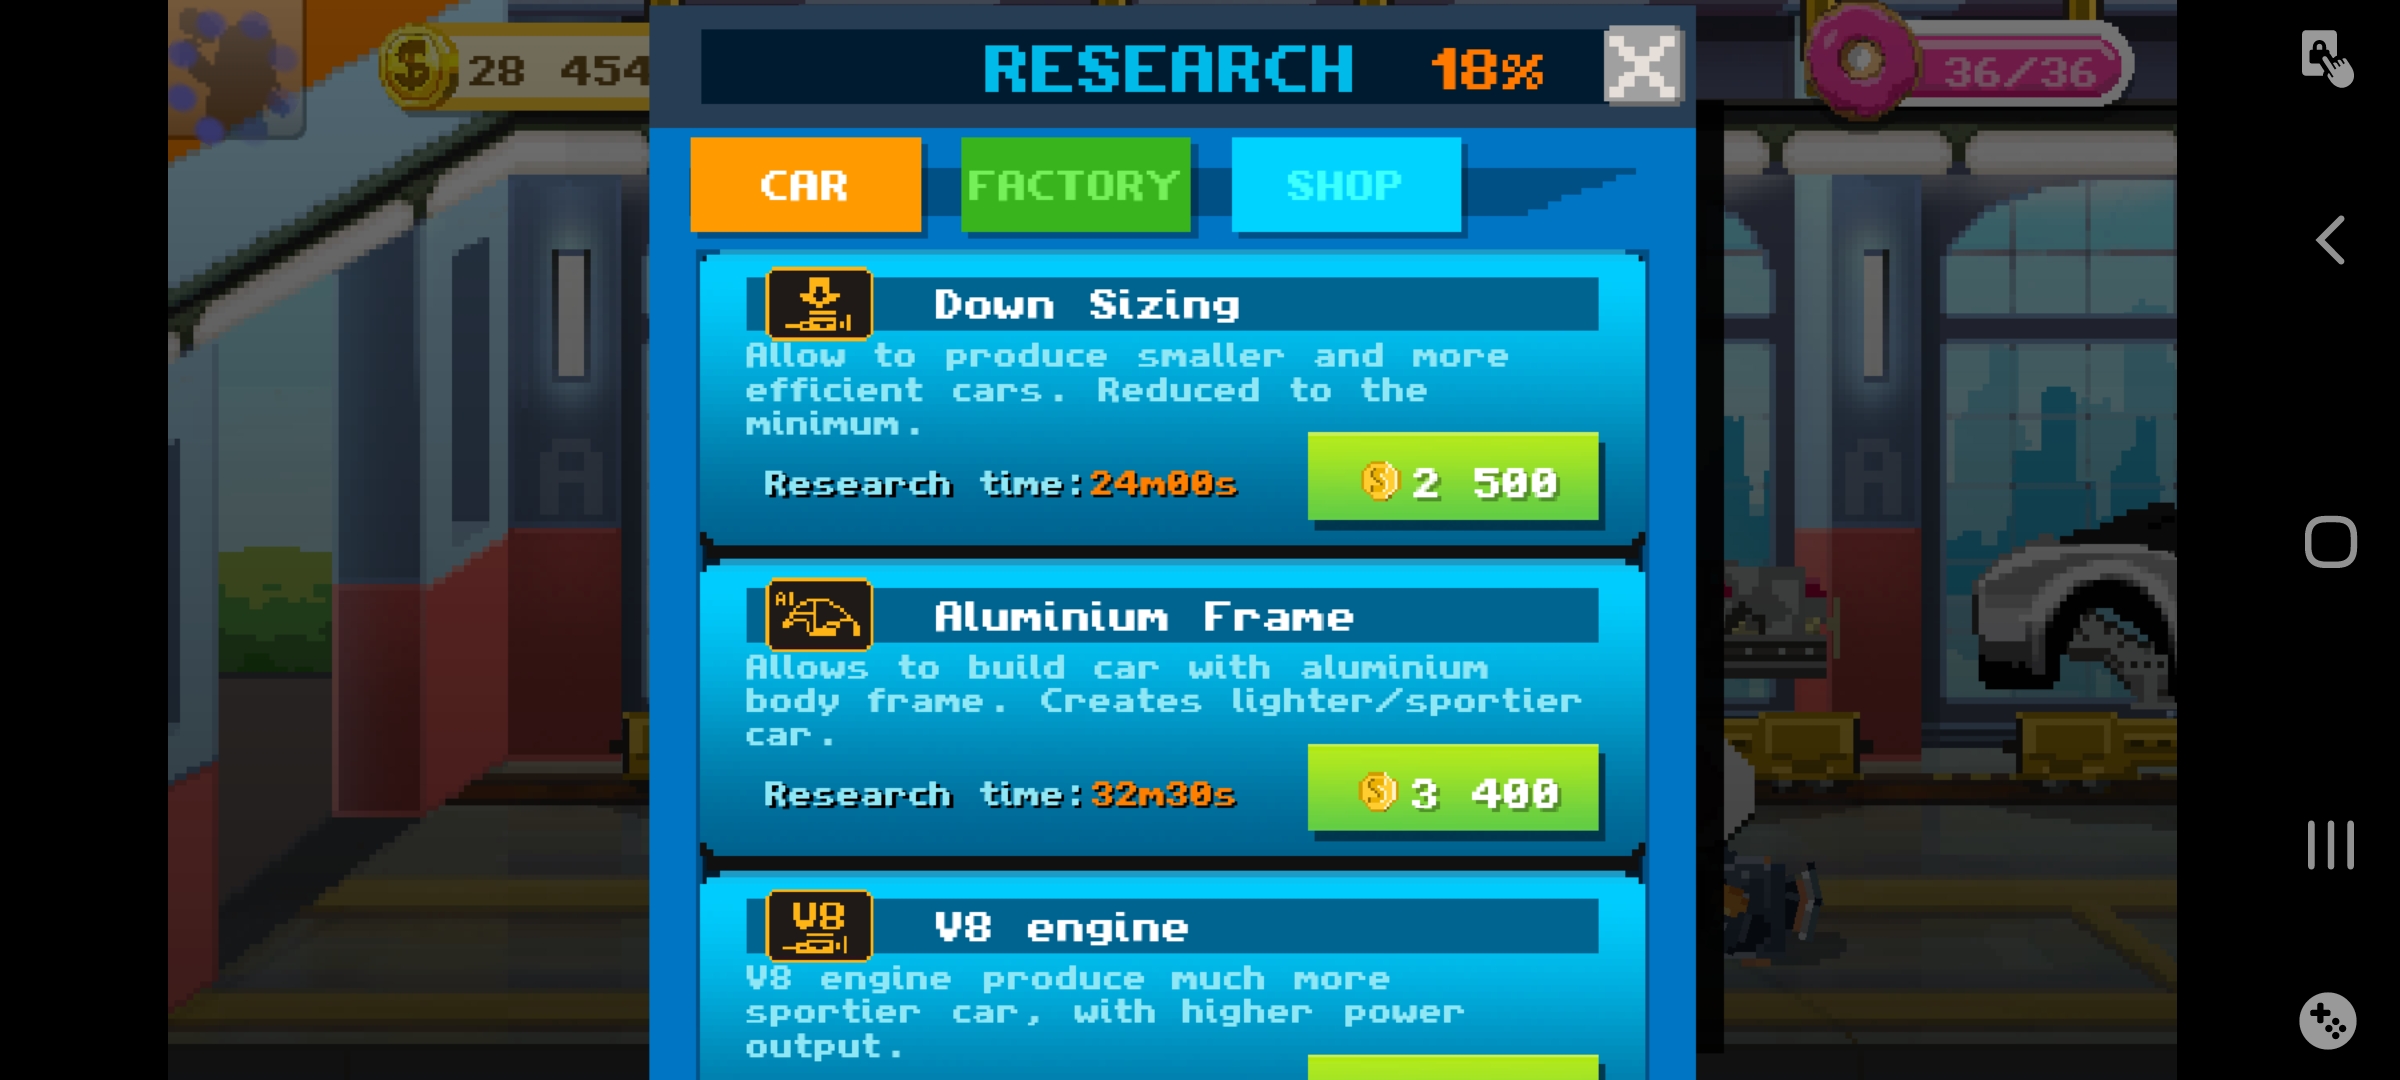 28 454
RESEARCH 18%
36/36
CAR FACTORY SHOP
Down Sizing
Allow to produce smaller and more
efficient cars. Reduced to the
minimum.
Research time:24m00s
2 500
A
A
Al
Aluminium Frame
Allows to build car with aluminium
body frame. Creates lighter/sportier
car.
Research time:32m30s
3 400
V8
V8 engine
V8 engine produce much more
sportier car, with higher power
output.